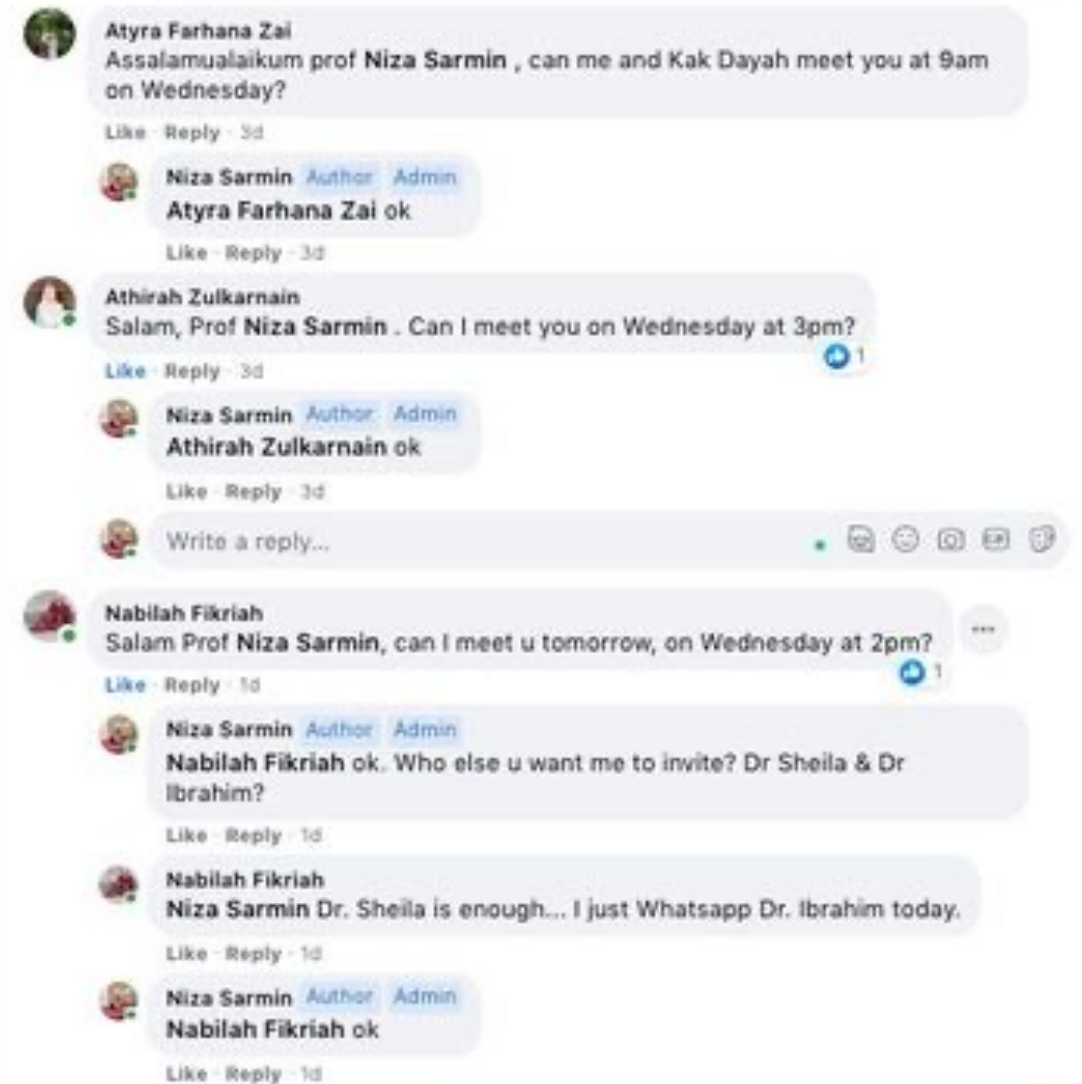 Atyra Farhana Zai
Assalamualaikum prof Niza Sarmin , can me and Kak Dayah meet you at 9am
on Wednesday?
Like · Reply · 3d
Niza Sarmin Author Admin
Atyra Farhana Zai ok
Like · Reply · 3d
Athirah Zulkarnain
Salam, Prof Niza Sarmin . Can I meet you on Wednesday at 3pm?
1
Like · Reply · 3d
Niza Sarmin Author Admin
Athirah Zulkarnain ok
Like · Reply · 3d
Write a reply...
Nabilah Fikriah
Salam Prof Niza Sarmin, can I meet u tomorrow, on Wednesday at 2pm?
1
Like · Reply · 1d
Niza Sarmin Author Admin
Nabilah Fikriah ok. Who else u want me to invite? Dr Sheila & Dr
Ibrahim?
Like · Reply · 1d
Nabilah Fikriah
Niza Sarmin Dr. Sheila is enough... I just Whatsapp Dr. Ibrahim today.
Like · Reply · 1d
Niza Sarmin Author Admin
Nabilah Fikriah ok
Like · Reply · 1d